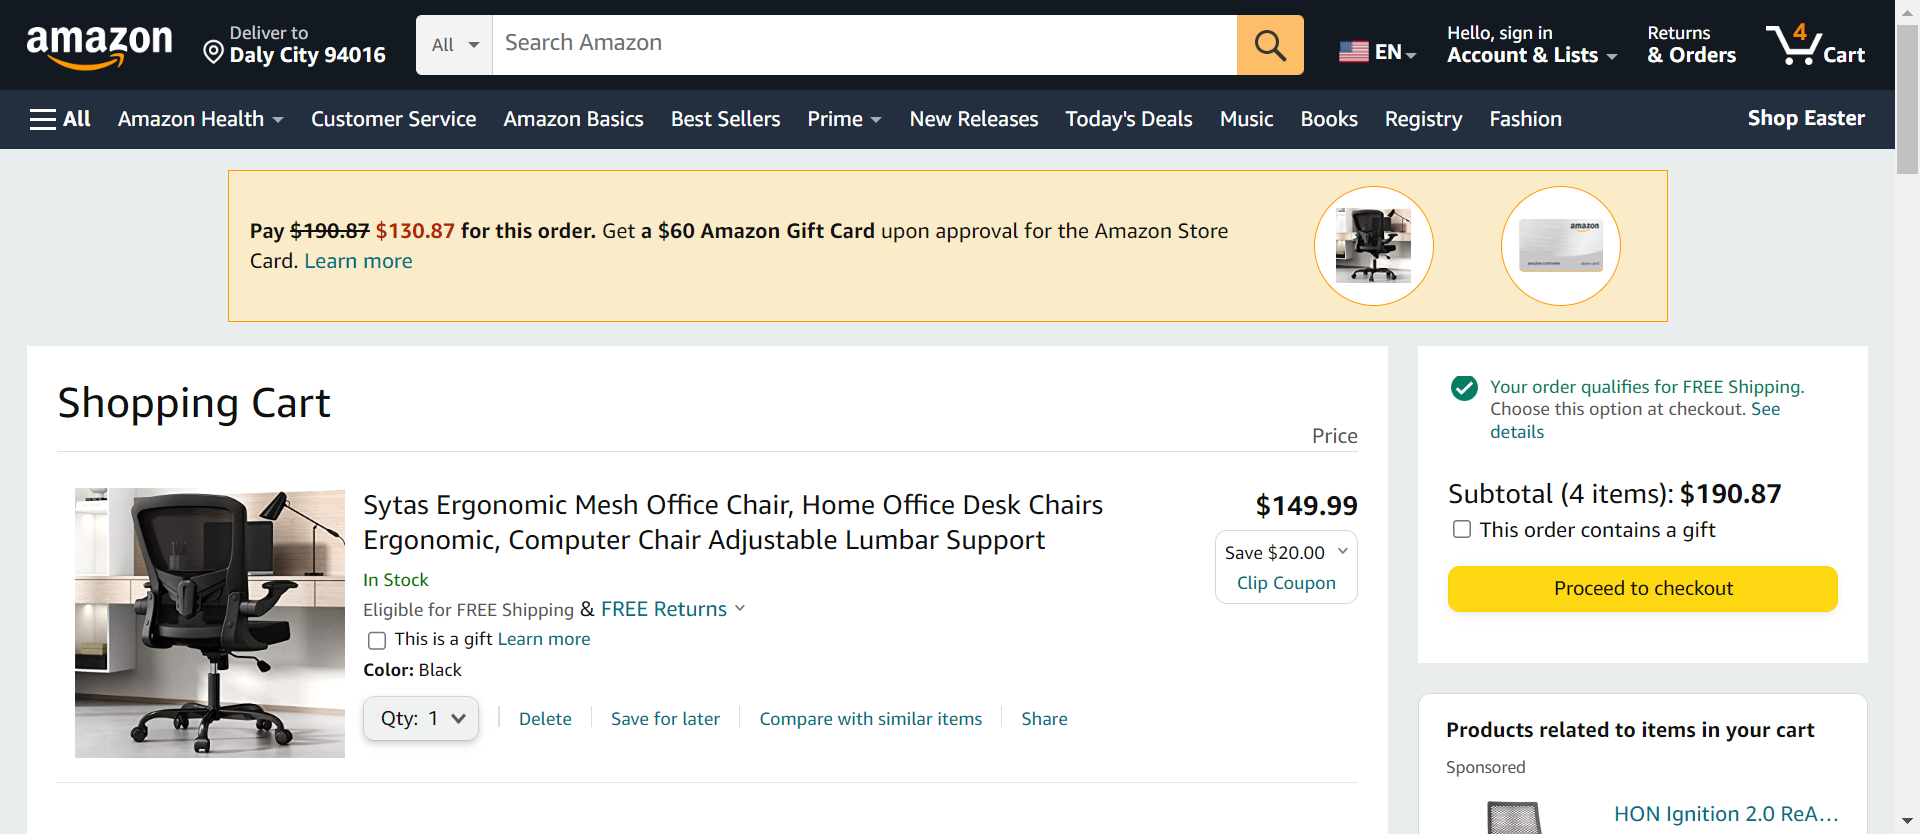 amazon
Deliver to
Daly City 94016
All
Search Amazon
EN
Hello, sign in
Account & Lists
Returns
& Orders
4
Cart
All
Amazon Health
Customer Service
Amazon Basics
Best Sellers
Prime
New Releases
Today's Deals
Music
Books
Registry
Fashion
Shop Easter
Pay $190.87 $130.87 for this order. Get a $60 Amazon Gift Card upon approval for the Amazon Store
Card. Learn more
amazon
Shopping Cart
Price
Sytas Ergonomic Mesh Office Chair, Home Office Desk Chairs
Ergonomic, Computer Chair Adjustable Lumbar Support
$149.99
Save $20.00
Clip Coupon
In Stock
Eligible for FREE Shipping & FREE Returns
This is a gift Learn more
Color: Black
Qty: 1
Delete
Save for later
Compare with similar items
Share
Your order qualifies for FREE Shipping.
Choose this option at checkout. See
details
Subtotal (4 items): $190.87
This order contains a gift
Proceed to checkout
Products related to items in your cart
Sponsored
HON Ignition 2.0 ReA...